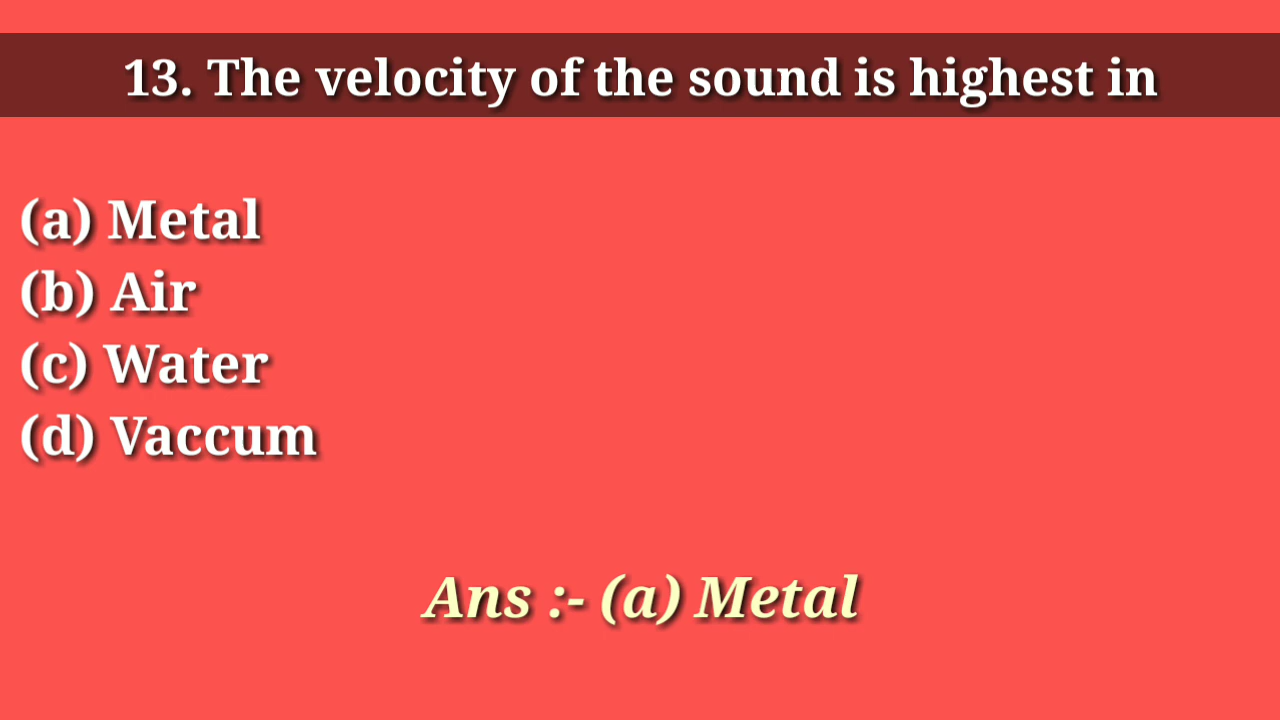 13. The velocity of the sound is highest in
(a) Metal
(b) Air
(c) Water
(d) Vaccum
Ans :- (a) Metal